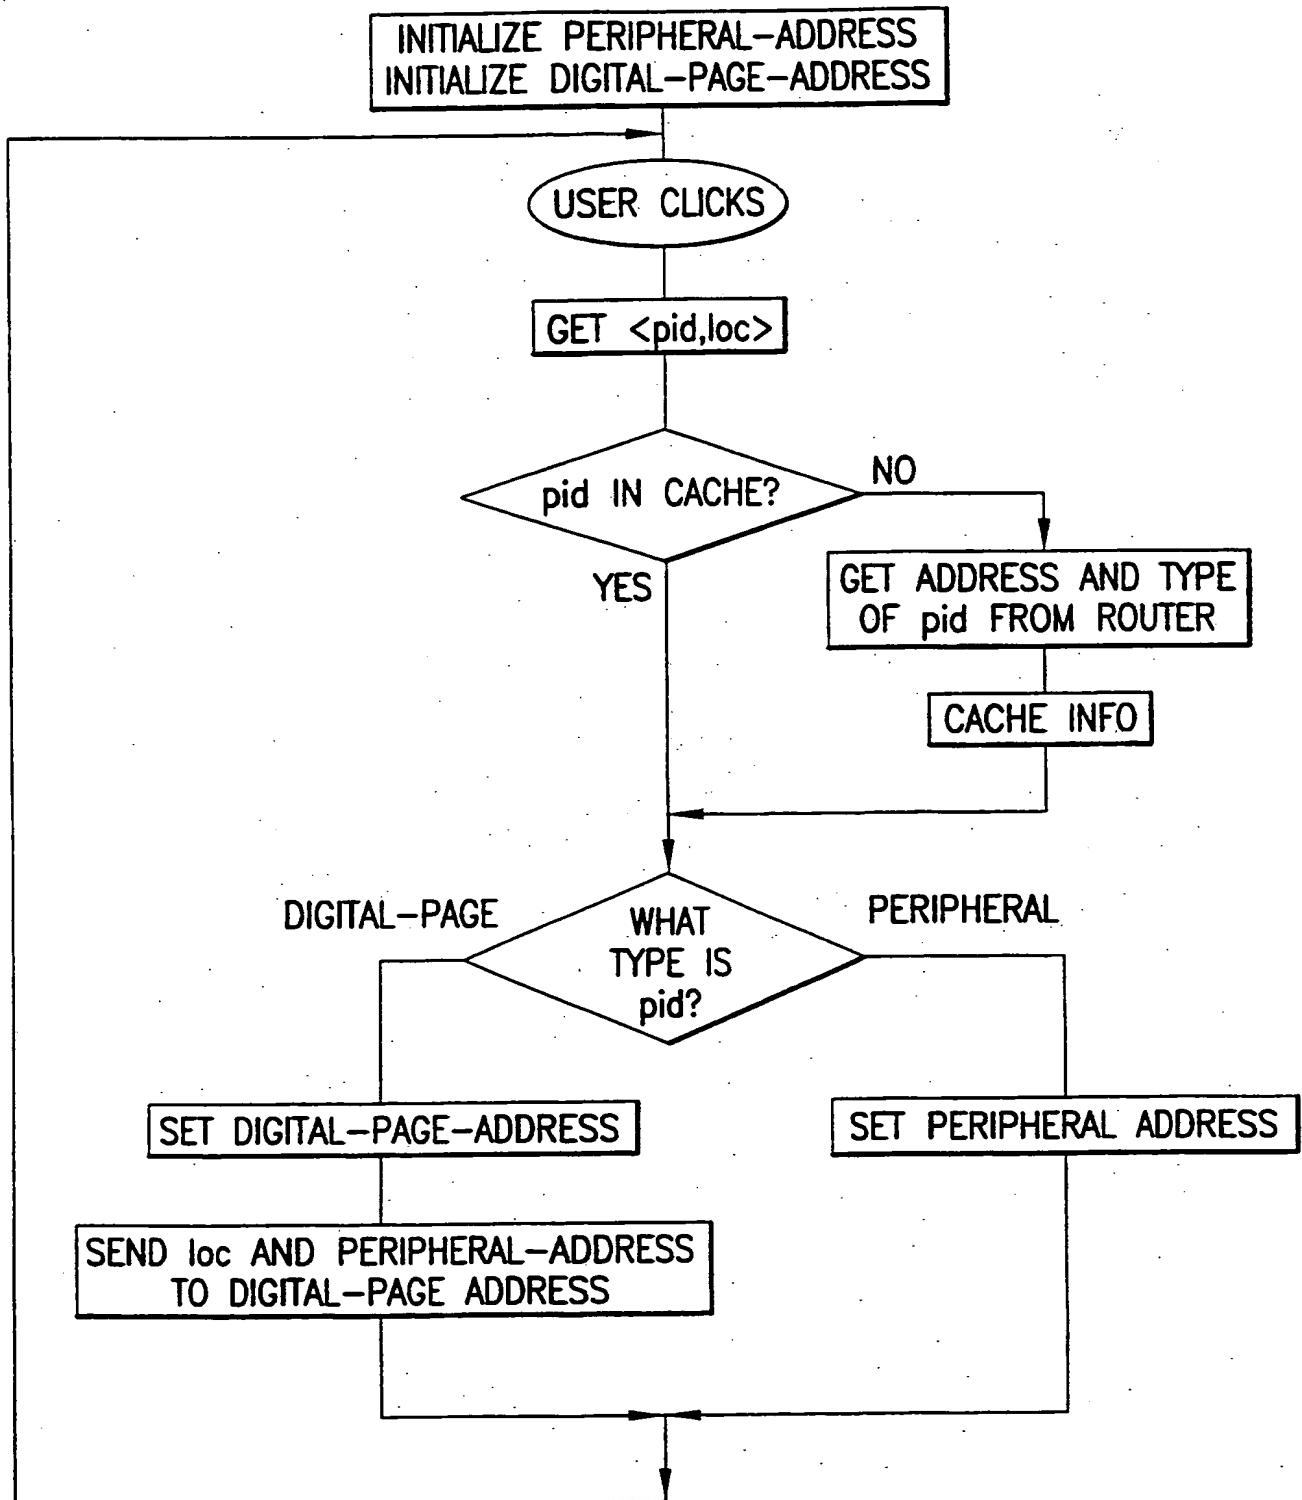 INITIALIZE PERIPHERAL-ADDRESS
INITIALIZE DIGITAL-PAGE-ADDRESS
USER CLICKS
GET <pid,loc>
pid IN CACHE?
NO
YES
GET ADDRESS AND TYPE
OF pid FROM ROUTER
CACHE INFO
DIGITAL-PAGE
WHAT
TYPE IS
pid?
PERIPHERAL
SET DIGITAL-PAGE-ADDRESS
SET PERIPHERAL ADDRESS
SEND loc AND PERIPHERAL-ADDRESS
TO DIGITAL-PAGE ADDRESS